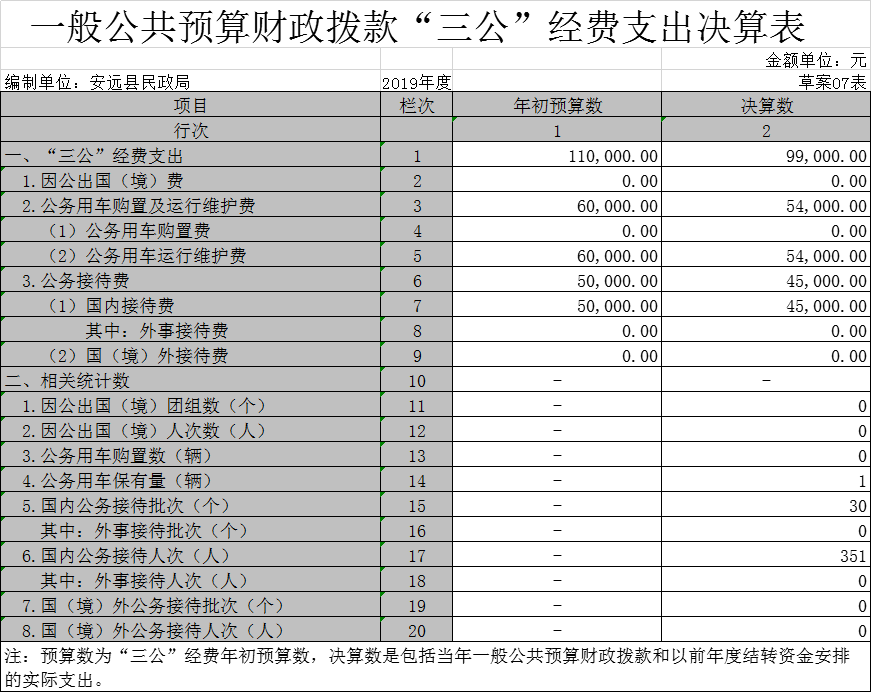 一般公共预算财政拨款“三公”经费支出决算表
金额单位：元
编制单位：安远县民政局 2019年度 草案07表
项目 栏次 年初预算数 决算数
行次 1 2
一、“三公”经费支出 1 110,000.00 99,000.00
1.因公出国（境）费 2 0.00 0.00
2.公务用车购置及运行维护费 3 60,000.00 54,000.00
（1）公务用车购置费 4 0.00 0.00
（2）公务用车运行维护费 5 60,000.00 54,000.00
3.公务接待费 6 50,000.00 45,000.00
（1）国内接待费 7 50,000.00 45,000.00
其中：外事接待费 8 0.00 0.00
（2）国（境）外接待费 9 0.00 0.00
二、相关统计数 10 － －
1.因公出国（境）团组数（个） 11 － 0
2.因公出国（境）人次数（人） 12 － 0
3.公务用车购置数（辆） 13 － 0
4.公务用车保有量（辆） 14 － 1
5.国内公务接待批次（个） 15 － 30
其中：外事接待批次（个） 16 － 0
6.国内公务接待人次（人） 17 － 351
其中：外事接待人次（人） 18 － 0
7.国（境）外公务接待批次（个） 19 － 0
8.国（境）外公务接待人次（人） 20 － 0
注：预算数为“三公”经费年初预算数，决算数是包括当年一般公共预算财政拨款和以前年度结转资金安排
的实际支出。